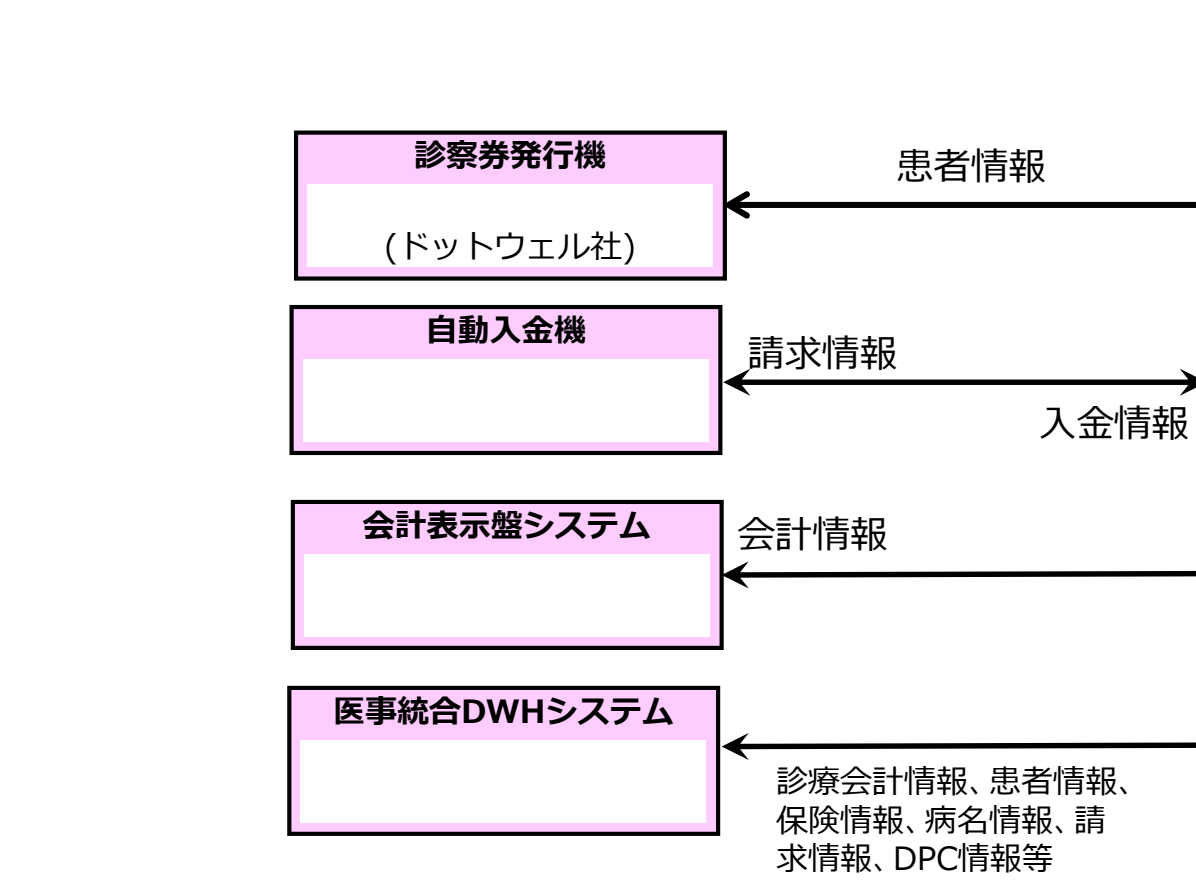 診察券発行機
患者情報
(ドットウェル社)
自動入金機
請求情報
入金情報
会計表示盤システム
会計情報
医事統合DWHシステム
診療会計情報、患者情報、
保険情報、病名情報、請
求情報、DPC情報等